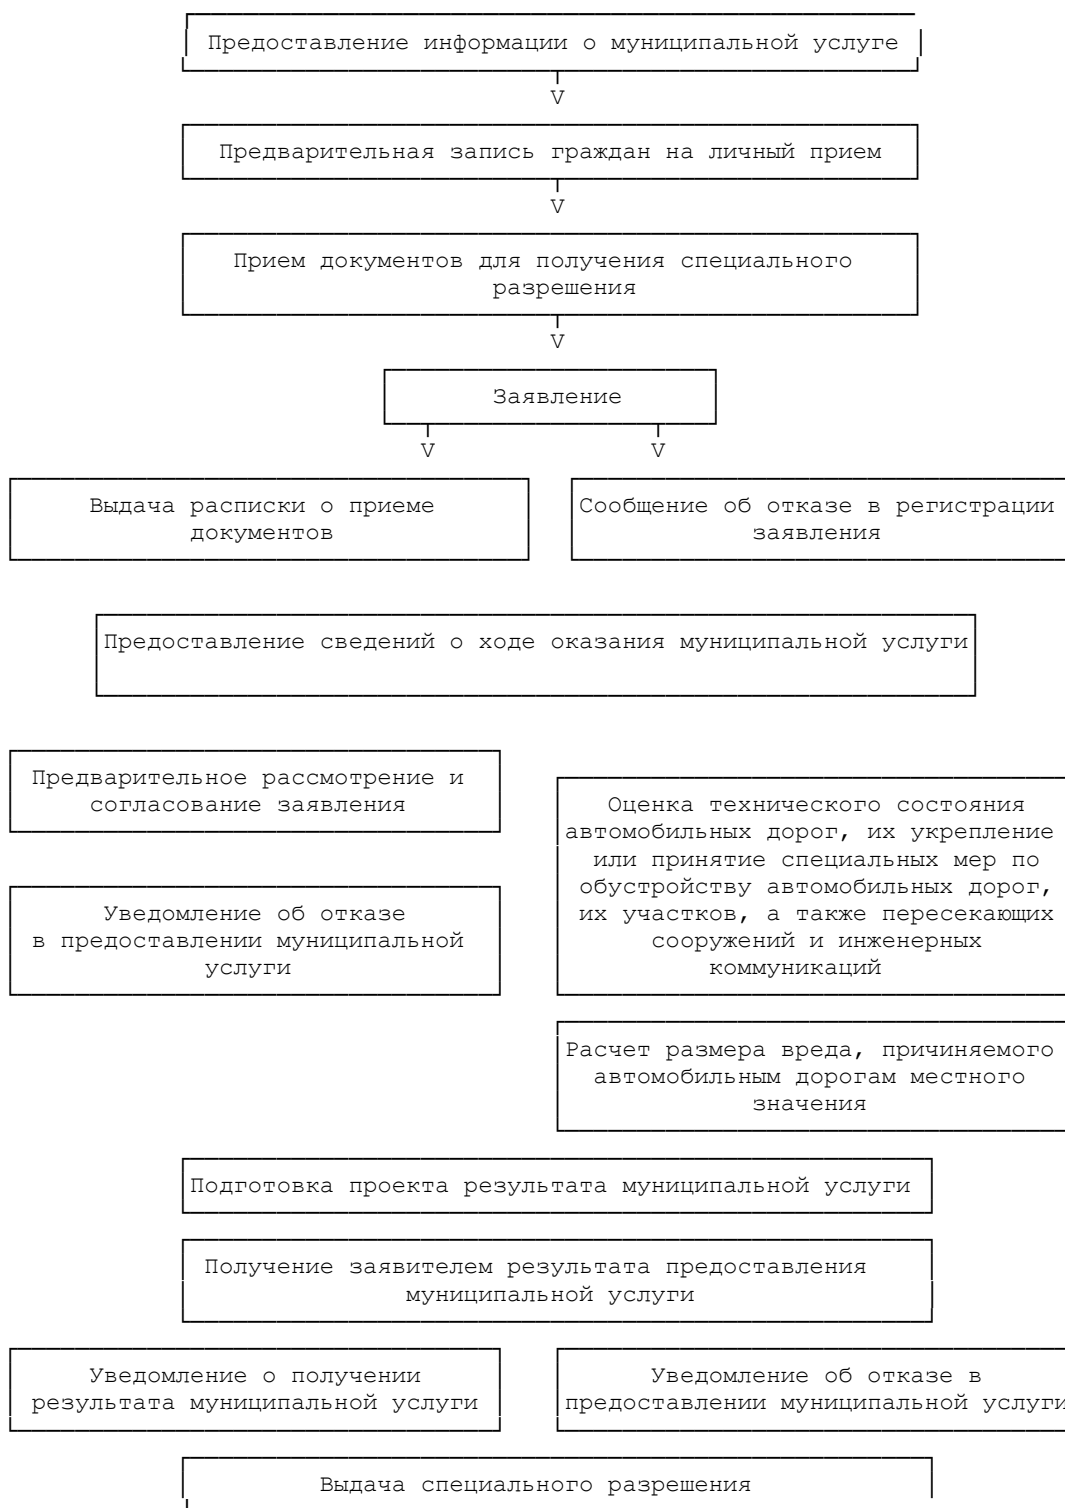 Предоставление информации о муниципальной услуге
V
Предварительная запись граждан на личный прием
V
Прием документов для получения специального
разрешения
V
Заявление
V V
Выдача расписки о приеме
документов
Сообщение об отказе в регистрации
заявления
Предоставление сведений о ходе оказания муниципальной услуги
Предварительное рассмотрение и
согласование заявления
Уведомление об отказе
в предоставлении муниципальной
услуги
Оценка технического состояния
автомобильных дорог, их укрепление
или принятие специальных мер по
обустройству автомобильных дорог,
их участков, а также пересекающих
сооружений и инженерных
коммуникаций
Расчет размера вреда, причиняемого
автомобильным дорогам местного
значения
Подготовка проекта результата муниципальной услуги
Получение заявителем результата предоставления
муниципальной услуги
Уведомление о получении
результата муниципальной услуги
Уведомление об отказе в
предоставлении муниципальной услуги
Выдача специального разрешения